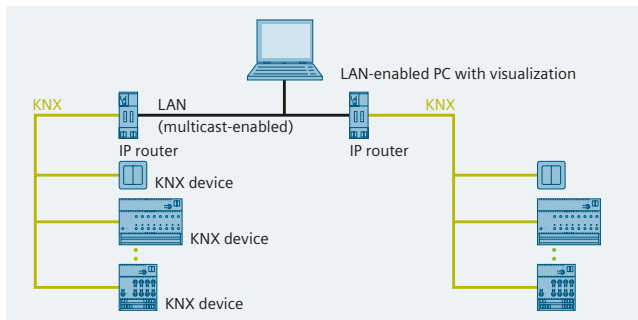 LAN-enabled PC with visualization
KNX
LAN
KNX
(multicast-enabled)
IP router
IP router
KNX device
KNX device
KNX device